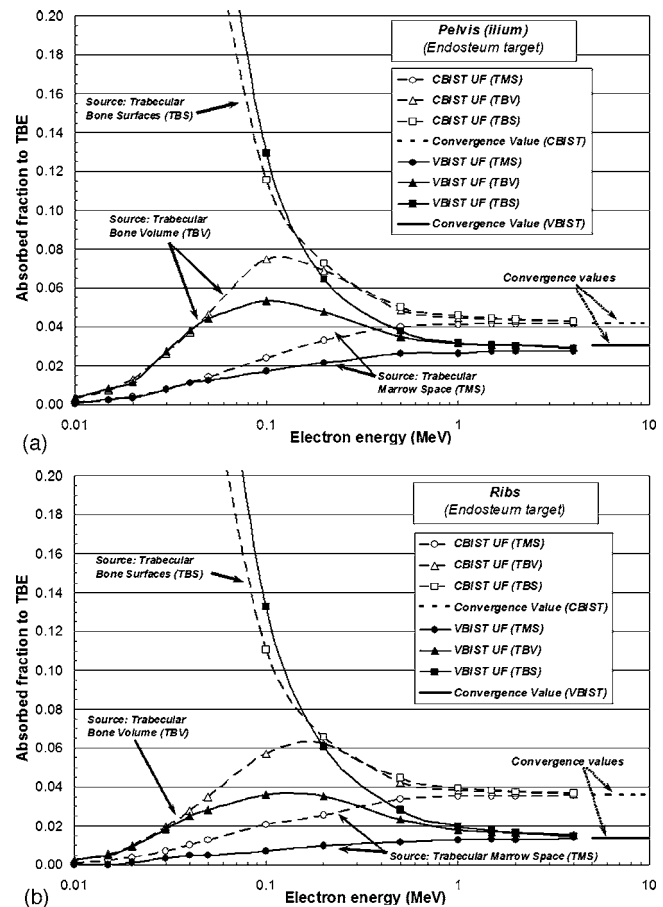 0.20
0.18
0.16
0.14
0.12
0.10
0.08
0.06
0.04
0.02
0.00
Absorbed fraction to TBE
Pelvis (ilium)
(Endosteum target)
CBIST UF (TMS)
CBIST UF (TBV)
CBIST UF (TBS)
Convergence Value (CBIST)
VBIST UF (TMS)
VBIST UF (TBV)
VBIST UF (TBS)
Convergence Value (VBIST)
Source: Trabecular
Bone Surfaces (TBS)
Source: Trabecular
Bone Volume (TBV)
Convergence values
Source: Trabecular
Marrow Space (TMS)
0.01
0.1
1
10
Electron energy (MeV)
(a)
0.20
0.18
0.16
0.14
0.12
0.10
0.08
0.06
0.04
0.02
0.00
Absorbed fraction to TBE
Ribs
(Endosteum target)
CBIST UF (TMS)
CBIST UF (TBV)
CBIST UF (TBS)
Convergence Value (CBIST)
VBIST UF (TMS)
VBIST UF (TBV)
VBIST UF (TBS)
Convergence Value (VBIST)
Source: Trabecular
Bone Surfaces (TBS)
Source: Trabecular
Bone Volume (TBV)
Convergence values
Source: Trabecular Marrow Space (TMS)
0.01
0.1
1
10
Electron energy (MeV)
(b)